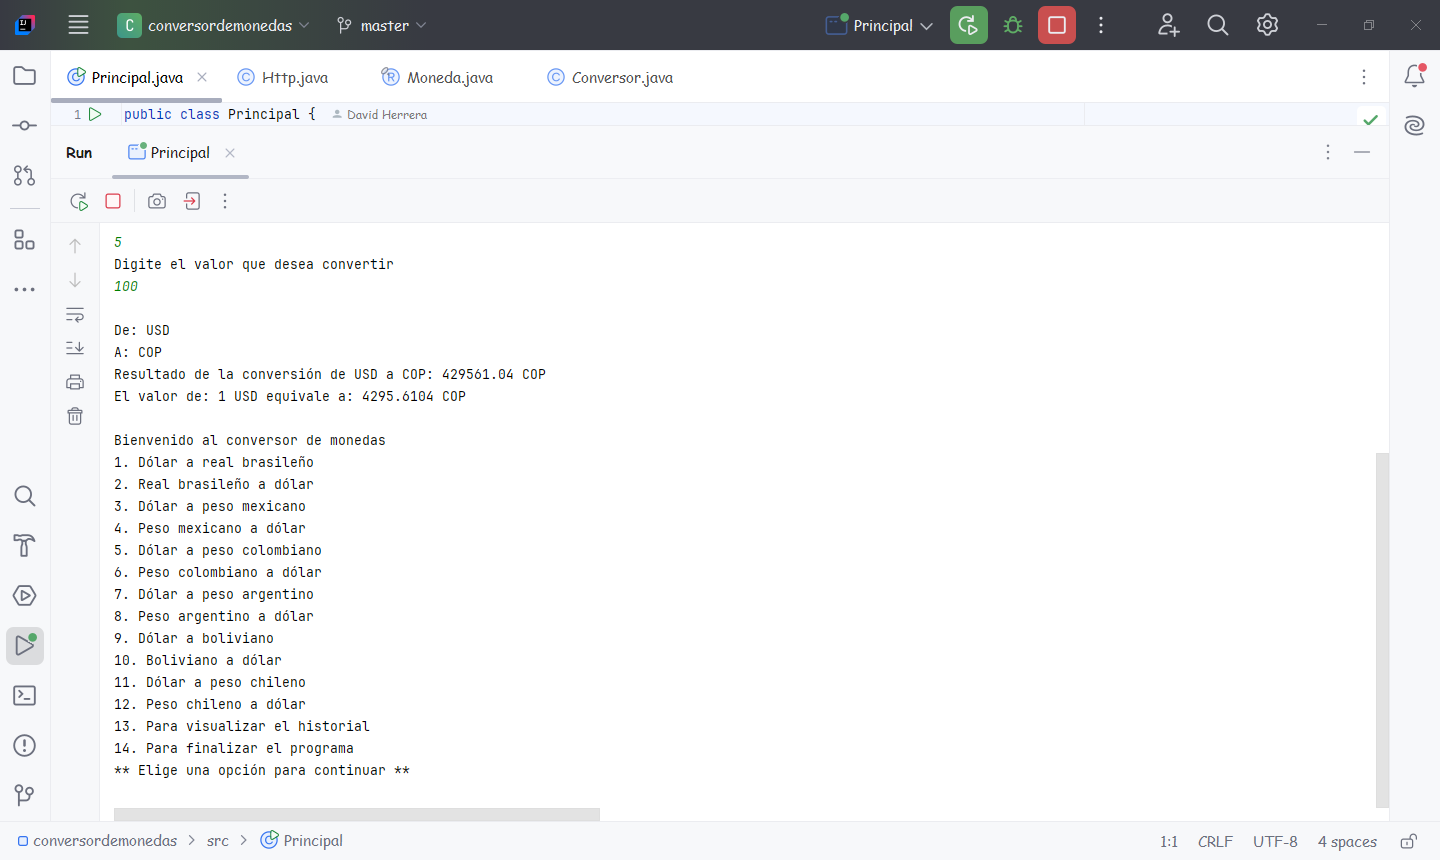 C conversordemonedas master Principal
Principal.java Http.java Moneda.java Conversor.java
1 public class Principal { David Herrera
Run Principal
5
Digite el valor que desea convertir
100
De: USD
A: COP
Resultado de la conversión de USD a COP: 429561.04 COP
El valor de: 1 USD equivale a: 4295.6104 COP
Bienvenido al conversor de monedas
1. Dólar a real brasileño
2. Real brasileño a dólar
3. Dólar a peso mexicano
4. Peso mexicano a dólar
5. Dólar a peso colombiano
6. Peso colombiano a dólar
7. Dólar a peso argentino
8. Peso argentino a dólar
9. Dólar a boliviano
10. Boliviano a dólar
11. Dólar a peso chileno
12. Peso chileno a dólar
13. Para visualizar el historial
14. Para finalizar el programa
** Elige una opción para continuar **
conversordemonedas > src > Principal 1:1 CRLF UTF-8 4 spaces